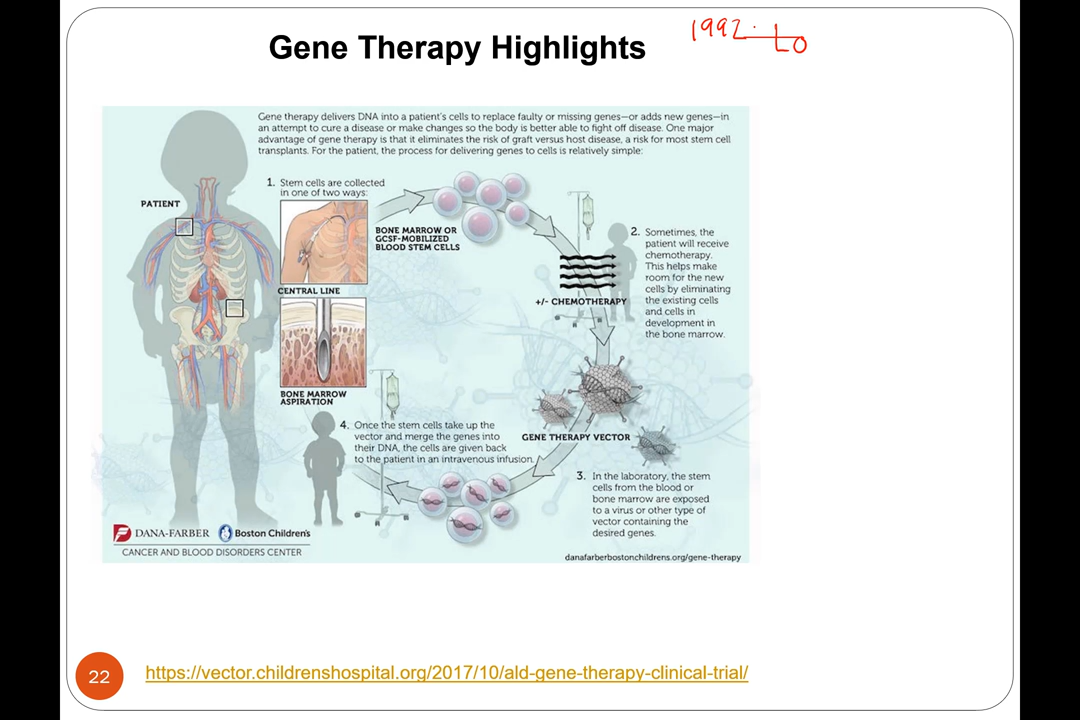 Gene Therapy Highlights
1992 to
Gene therapy delivers DNA into a patient's cells to replace faulty or missing genes—or adds new genes—in
an attempt to cure a disease or make changes so the body is better able to fight off disease. One major
advantage of gene therapy is that it eliminates the risk of graft versus host disease, a risk for most stem cell
transplants. For the patient, the process for delivering genes to cells is relatively simple:
PATIENT
1. Stem cells are collected
in one of two ways:
CENTRAL LINE
BONE MARROW
ASPIRATION
BONE MARROW OR
GCSF-MOBILIZED
BLOOD STEM CELLS
2. Sometimes, the
patient will receive
chemotherapy.
This helps make
room for the new
cells by eliminating
the existing cells
and cells in
development in
the bone marrow.
+/- CHEMOTHERAPY
GENE THERAPY VECTOR
3. In the laboratory, the stem
cells from the blood or
bone marrow are exposed
to a virus or other type of
vector containing the
desired genes.
4. Once the stem cells take up the
vector and merge the genes into
their DNA, the cells are given back
to the patient in an intravenous infusion.
DANA-FARBER
Boston Children's
CANCER AND BLOOD DISORDERS CENTER
danafarberbostonchildrens.org/gene-therapy
22
https://vector.childrenshospital.org/2017/10/ald-gene-therapy-clinical-trial/